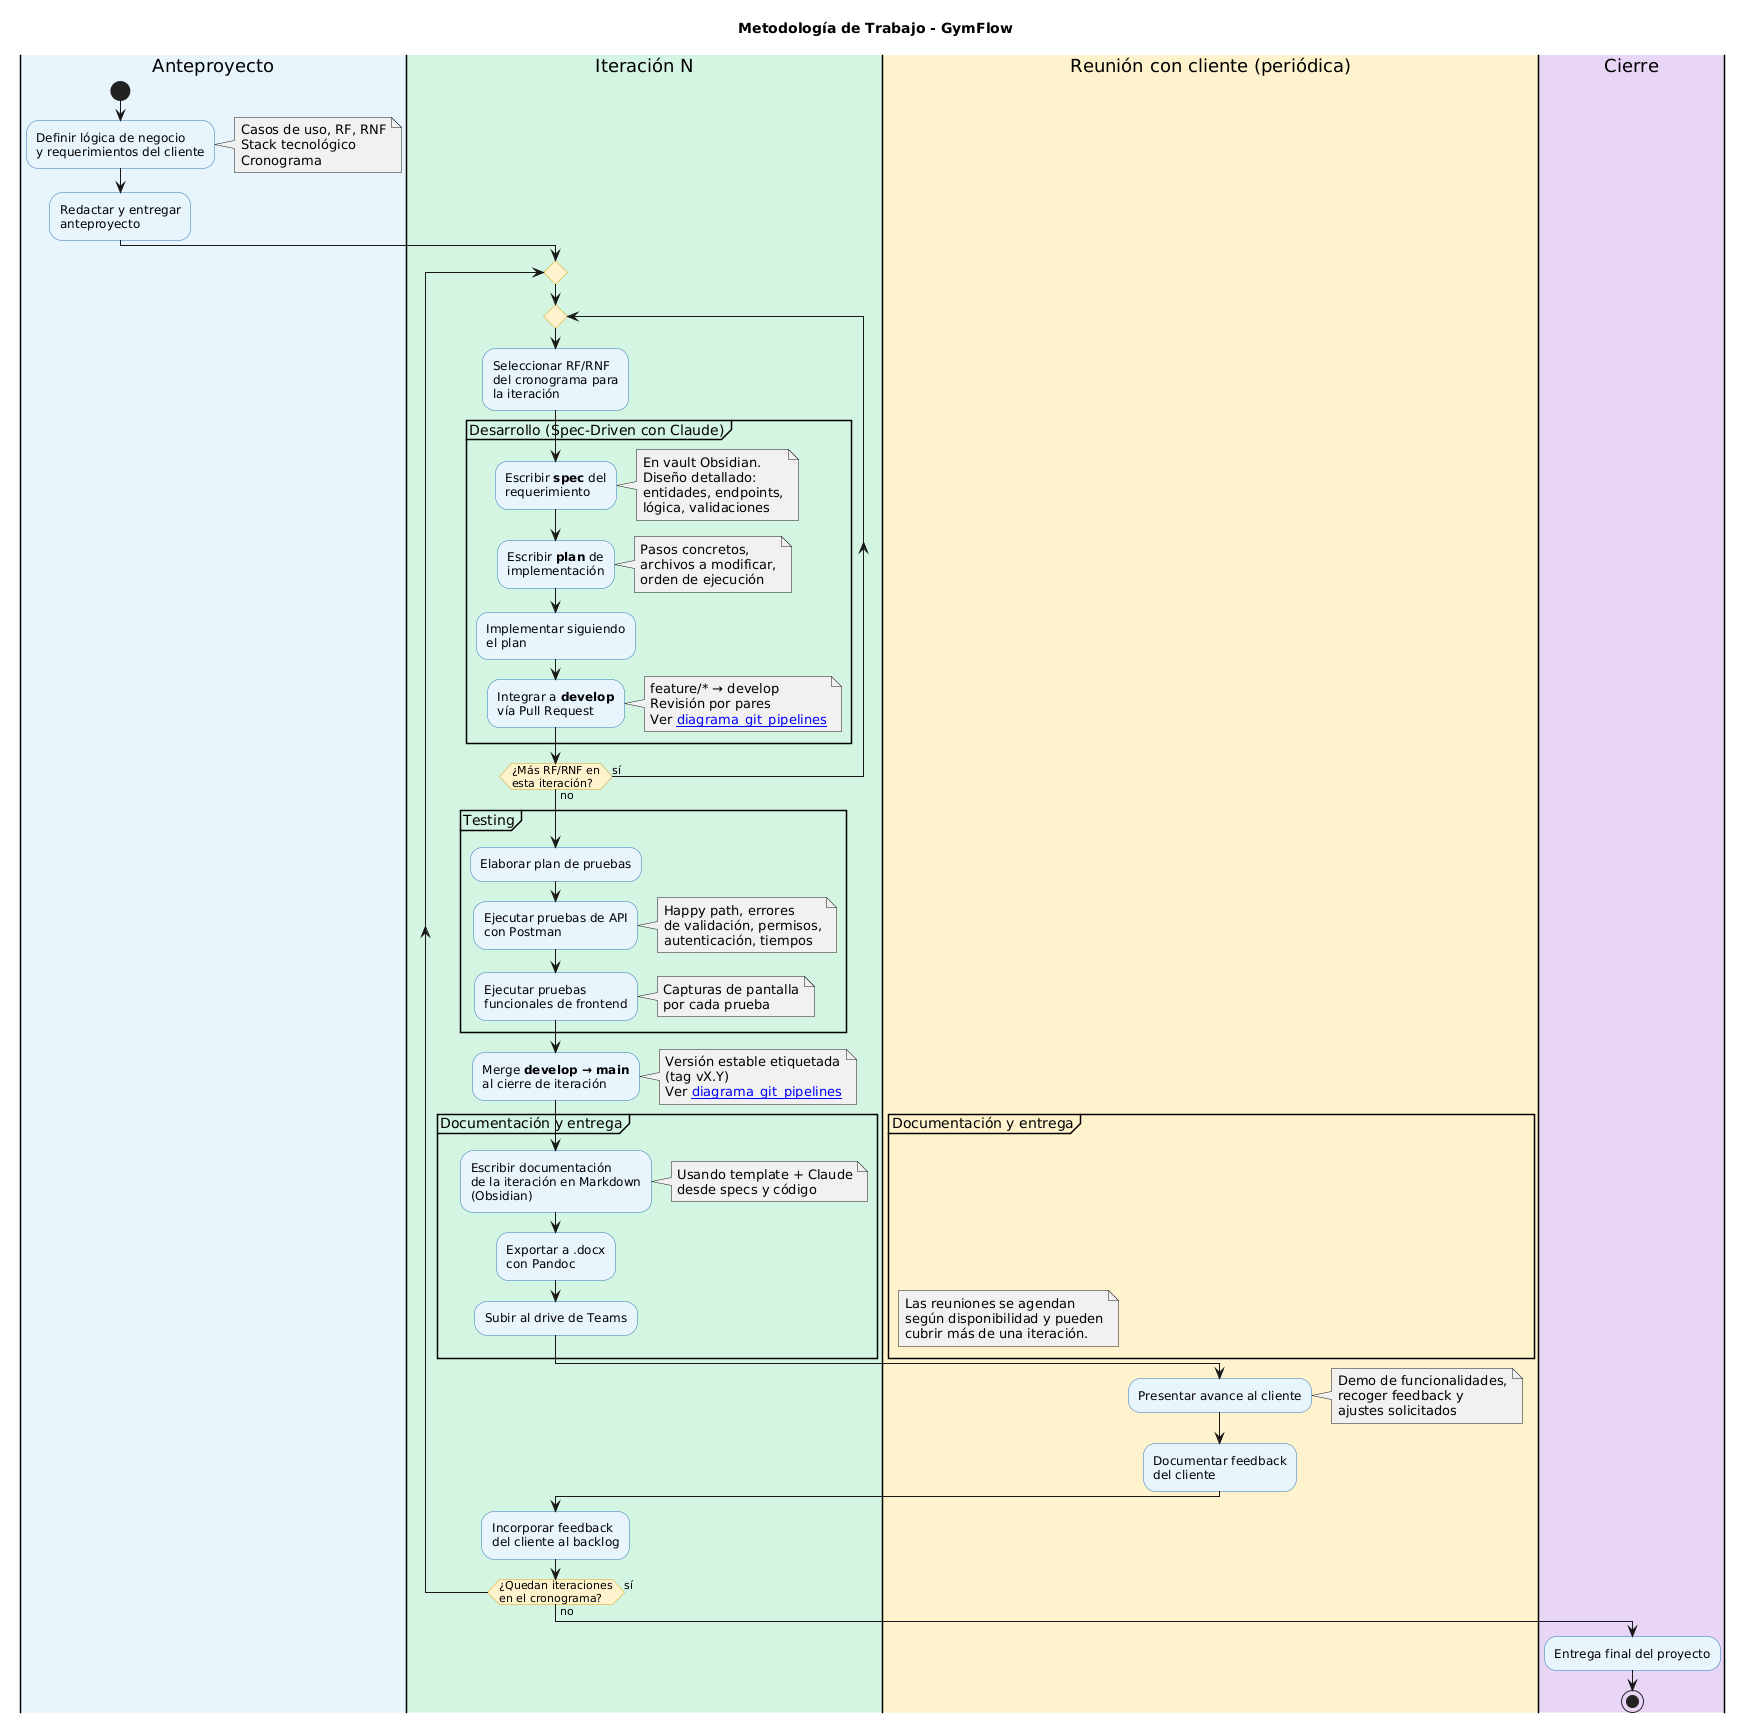 Metodología de Trabajo - GymFlow
Anteproyecto
Iteración N
Reunión con cliente (periódica)
Cierre
Definir lógica de negocio
y requerimientos del cliente
Casos de uso, RF, RNF
Stack tecnológico
Cronograma
Redactar y entregar
anteproyecto
Seleccionar RF/RNF
del cronograma para
la iteración
Desarrollo (Spec-Driven con Claude)
Escribir spec del
requerimiento
En vault Obsidian.
Diseño detallado:
entidades, endpoints,
lógica, validaciones
Escribir plan de
implementación
Pasos concretos,
archivos a modificar,
orden de ejecución
Implementar siguiendo
el plan
Integrar a develop
vía Pull Request
feature/* → develop
Revisión por pares
Ver diagrama_git_pipelines
¿Más RF/RNF en
esta iteración?
sí
no
Testing
Elaborar plan de pruebas
Ejecutar pruebas de API
con Postman
Happy path, errores
de validación, permisos,
autenticación, tiempos
Ejecutar pruebas
funcionales de frontend
Capturas de pantalla
por cada prueba
Merge develop → main
al cierre de iteración
Versión estable etiquetada
(tag vX.Y)
Ver diagrama_git_pipelines
Documentación y entrega
Documentación y entrega
Escribir documentación
de la iteración en Markdown
(Obsidian)
Usando template + Claude
desde specs y código
Exportar a .docx
con Pandoc
Subir al drive de Teams
Las reuniones se agendan
según disponibilidad y pueden
cubrir más de una iteración.
Presentar avance al cliente
Demo de funcionalidades,
recoger feedback y
ajustes solicitados
Documentar feedback
del cliente
Incorporar feedback
del cliente al backlog
¿Quedan iteraciones
en el cronograma?
sí
no
Entrega final del proyecto